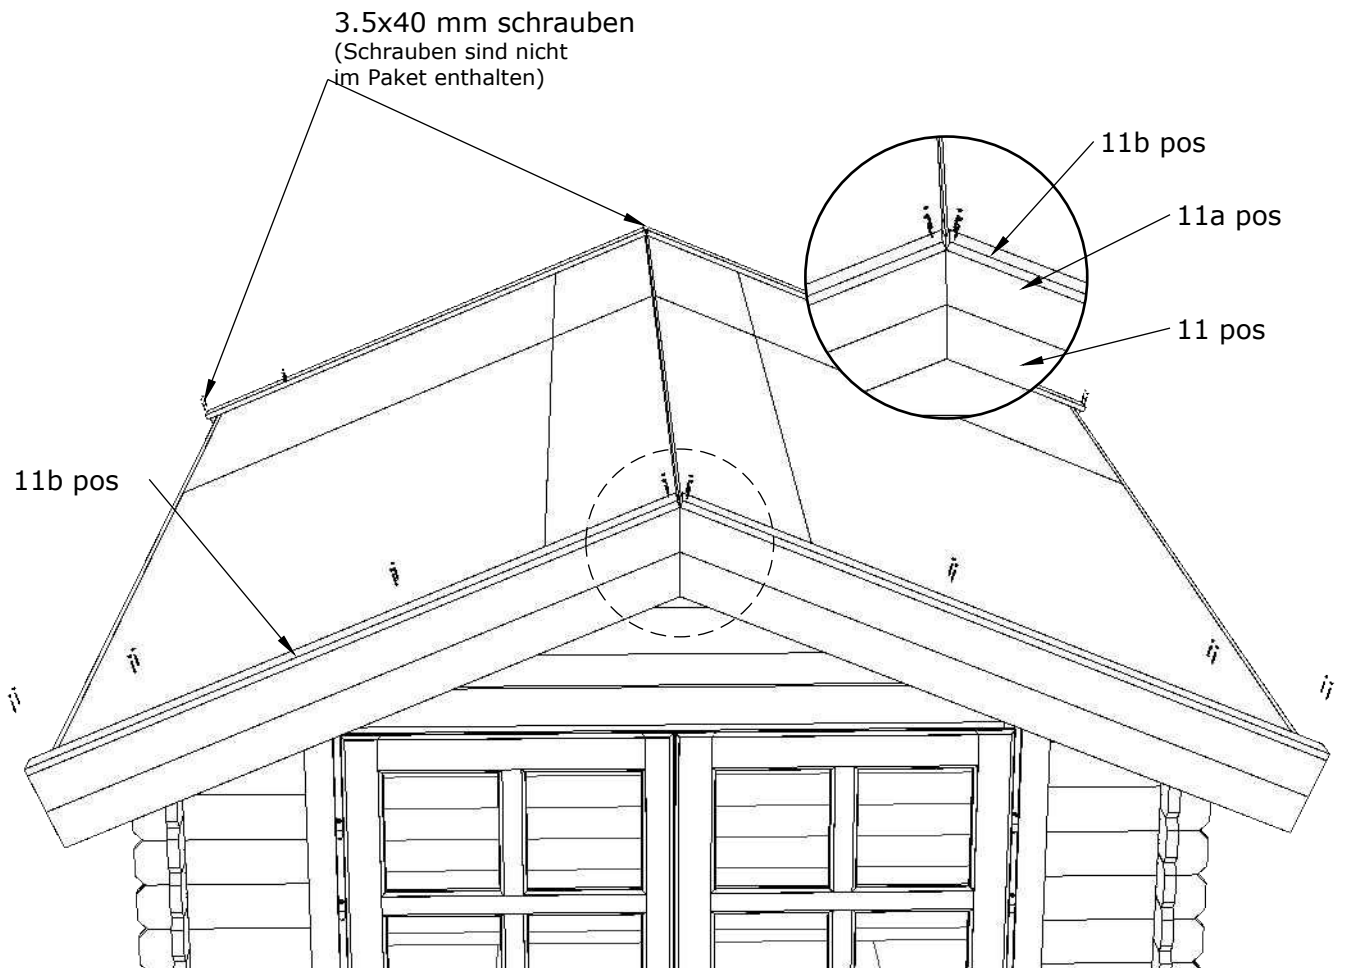 3.5x40 mm schrauben
(Schrauben sind nicht
im Paket enthalten)
11b pos
11a pos
11 pos
11b pos